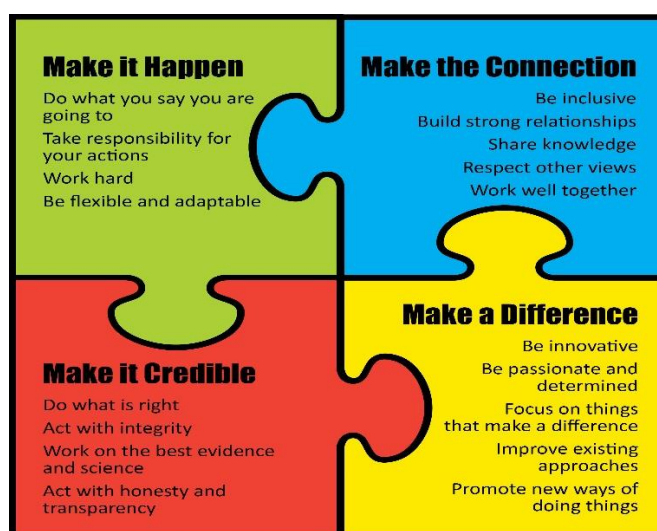 Make it Happen
Do what you say you are
going to
Take responsibility for
your actions
Work hard
Be flexible and adaptable
Make the Connection
Be inclusive
Build strong relationships
Share knowledge
Respect other views
Work well together
Make it Credible
Do what is right
Act with integrity
Work on the best evidence
and science
Act with honesty and
transparency
Make a Difference
Be innovative
Be passionate and
determined
Focus on things
that make a difference
Improve existing
approaches
Promote new ways of
doing things